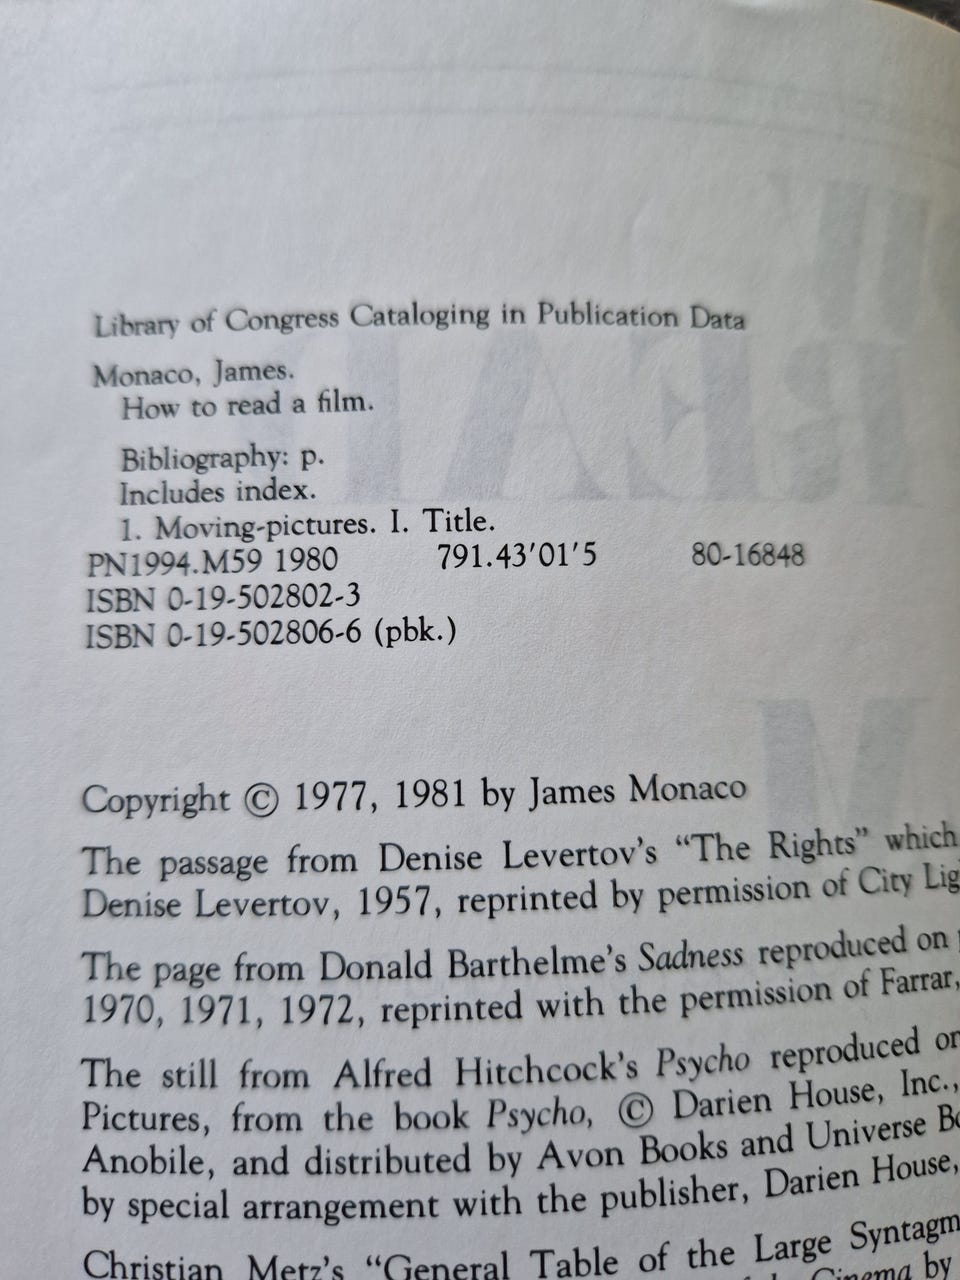 Library of Congress Cataloging in Publication Data
Monaco, James.
How to read a film.
Bibliography: p.
Includes index.
1. Moving-pictures. I. Title.
PN1994.M59 1980 791.43′01′5 80-16848
ISBN 0-19-502802-3
ISBN 0-19-502806-6 (pbk.)
Copyright © 1977, 1981 by James Monaco
The passage from Denise Levertov's “The Rights” which
Denise Levertov, 1957, reprinted by permission of City Lig
The page from Donald Barthelme's Sadness reproduced on
1970, 1971, 1972, reprinted with the permission of Farrar,
The still from Alfred Hitchcock's Psycho reproduced on
Pictures, from the book Psycho, © Darien House, Inc.,
Anobile, and distributed by Avon Books and Universe Bo
by special arrangement with the publisher, Darien House,
Christian Metz's “General Table of the Large Syntagm
Cinema by